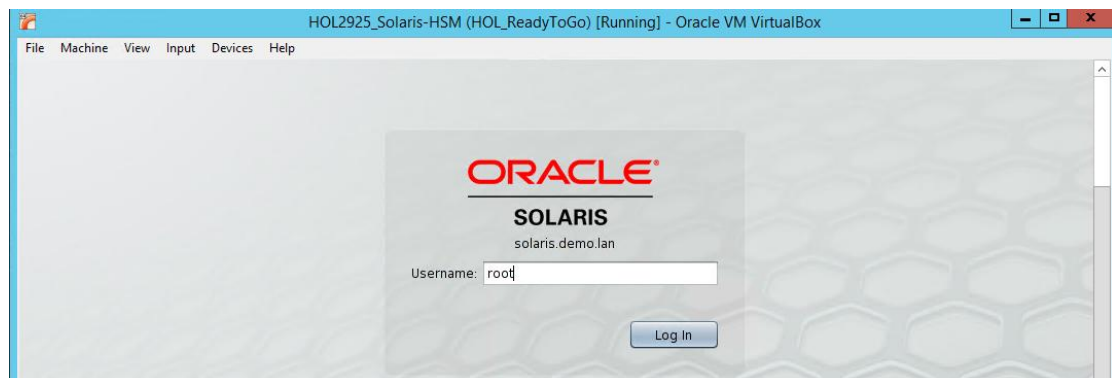 HOL2925_Solaris-HSM (HOL_ReadyToGo) [Running] - Oracle VM VirtualBox
File Machine View Input Devices Help
ORACLE®
SOLARIS
solaris.demo.lan
Username: root
Log In